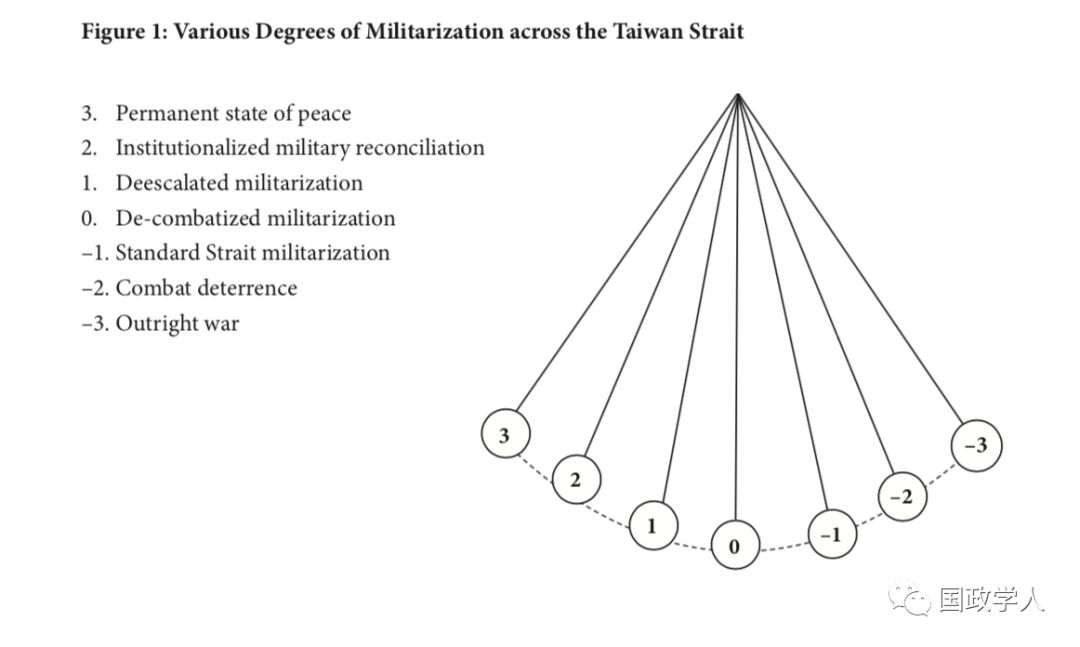 Figure 1: Various Degrees of Militarization across the Taiwan Strait
3. Permanent state of peace
2. Institutionalized military reconciliation
1. Deescalated militarization
0. De-combatized militarization
–1. Standard Strait militarization
–2. Combat deterrence
–3. Outright war
3
2
1
0
–1
–2
–3
国政学人